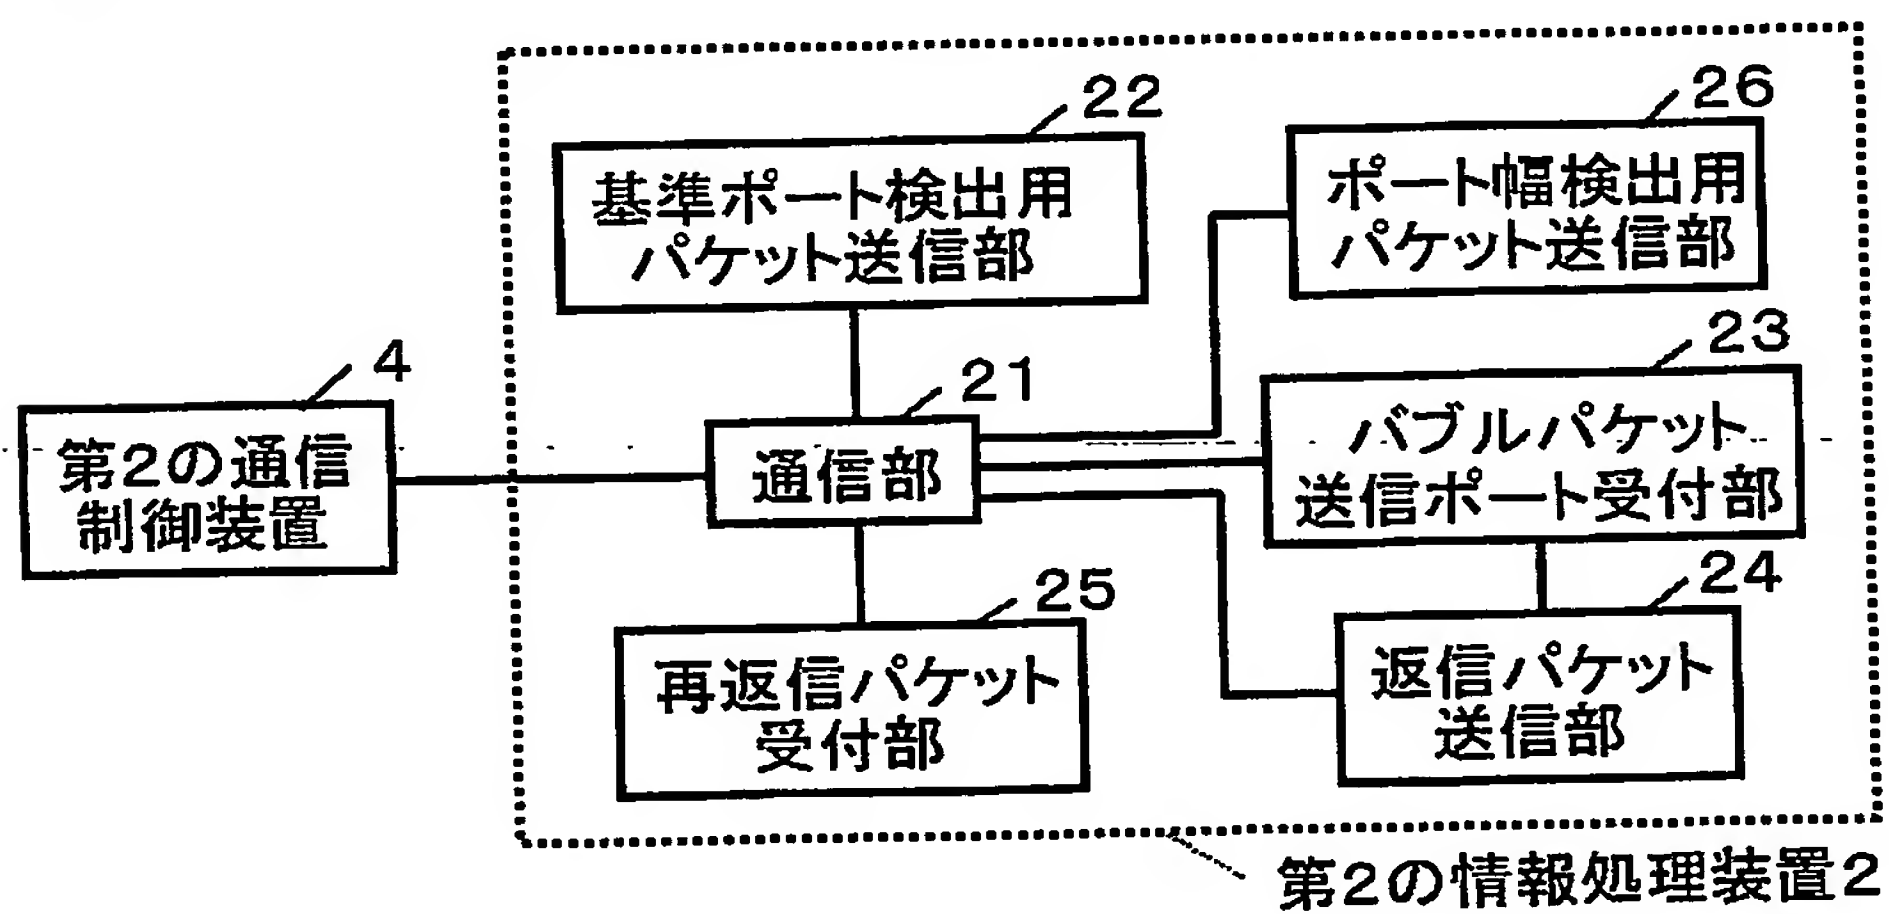 22
基準ポート検出用
パケット送信部
26
ポート幅検出用
パケット送信部
4
第2の通信
制御装置
21
通信部
23
バブルパケット
送信ポート受付部
25
再返信パケット
受付部
24
返信パケット
送信部
第2の情報処理装置2